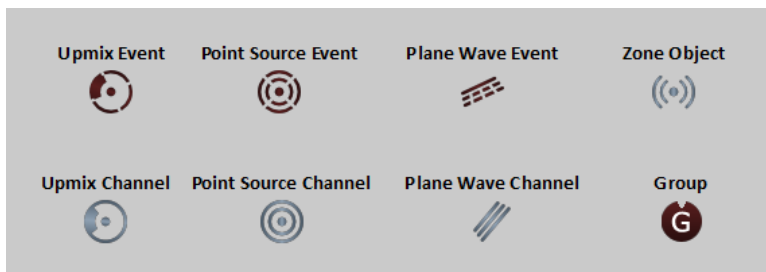 Upmix Event Point Source Event Plane Wave Event Zone Object
Upmix Channel Point Source Channel Plane Wave Channel Group
G